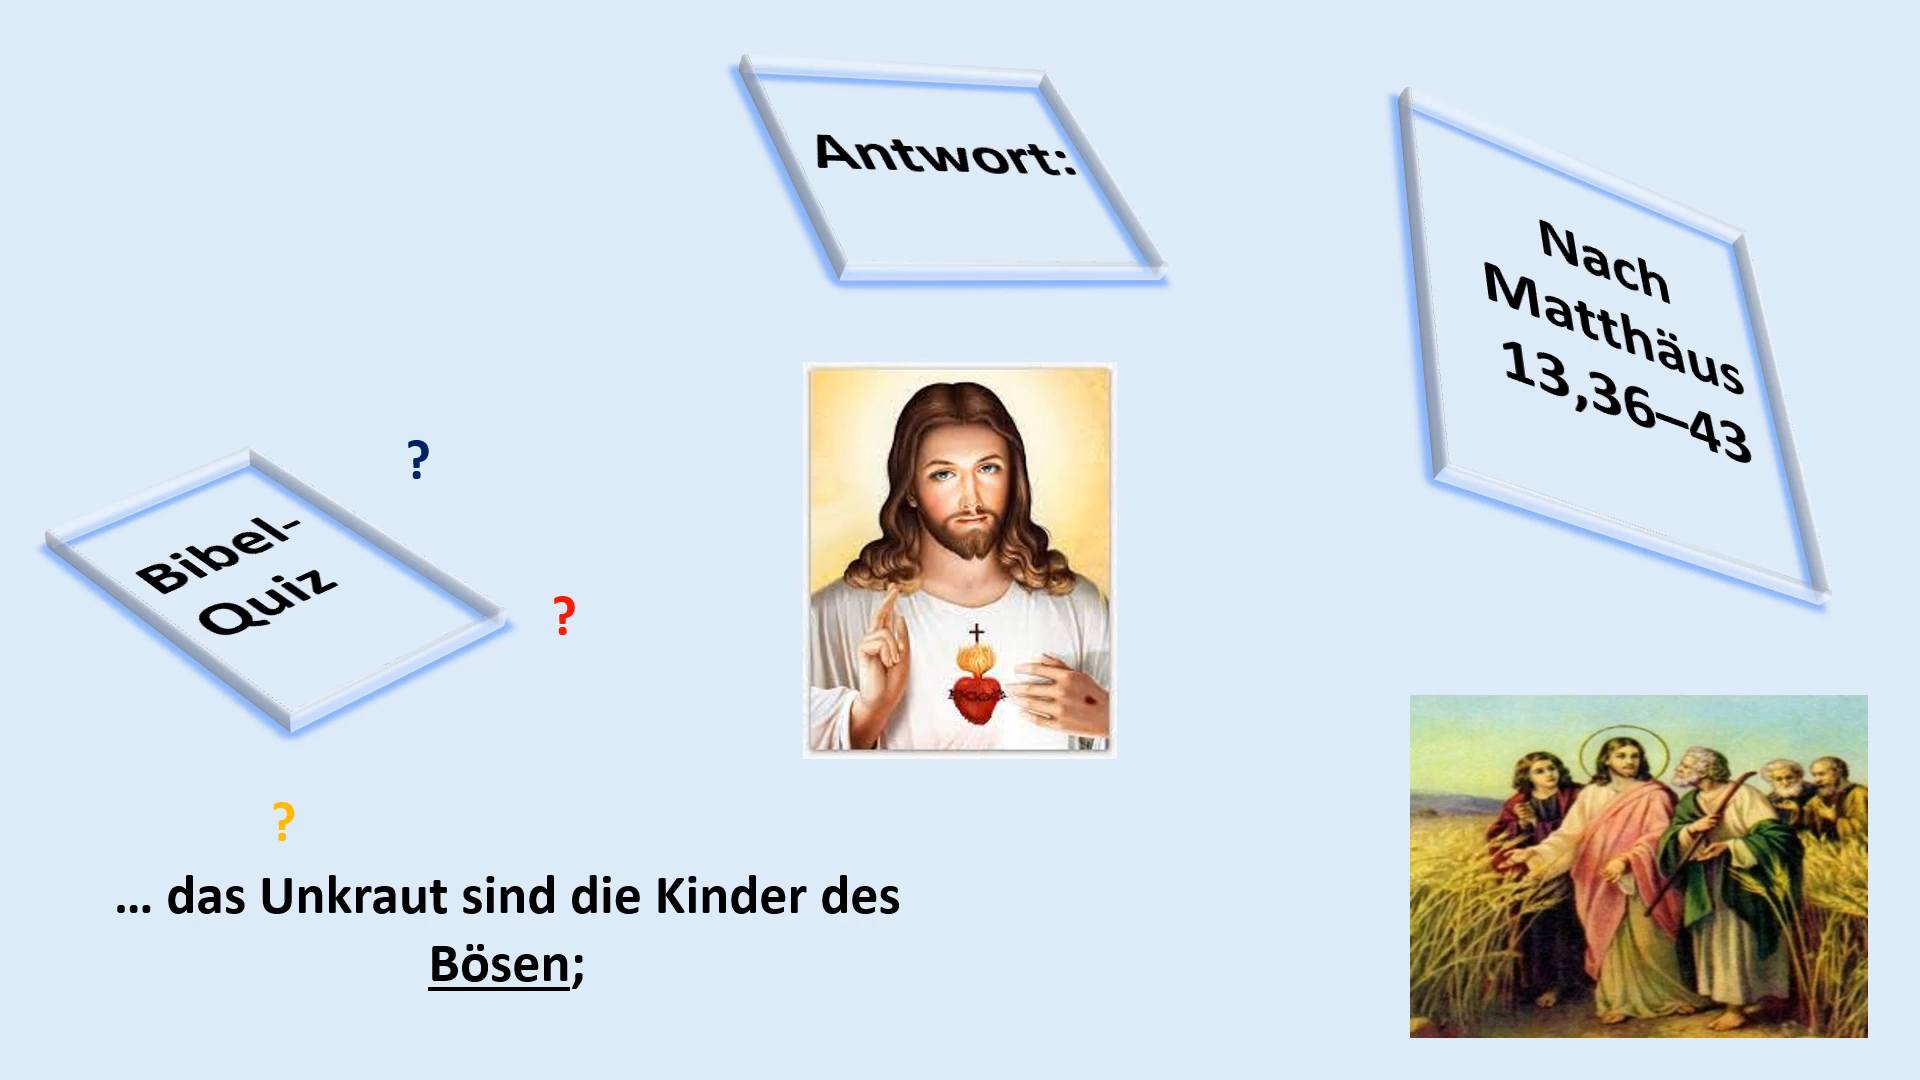 Antwort:
Nach
Matthäus
13,36–43
Bibel-
Quiz
?
?
?
... das Unkraut sind die Kinder des
Bösen;